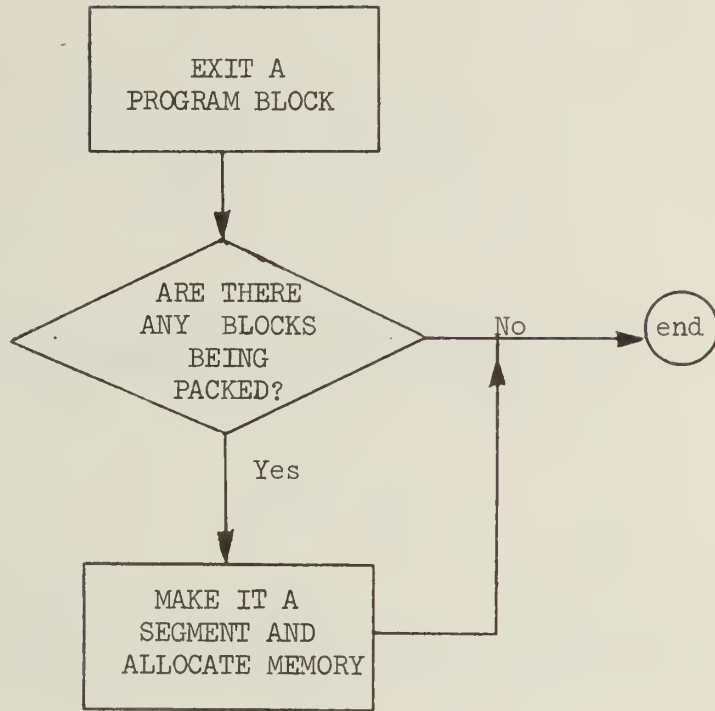 EXIT A
PROGRAM BLOCK
ARE THERE
ANY BLOCKS
BEING
PACKED?
No
end
Yes
MAKE IT A
SEGMENT AND
ALLOCATE MEMORY